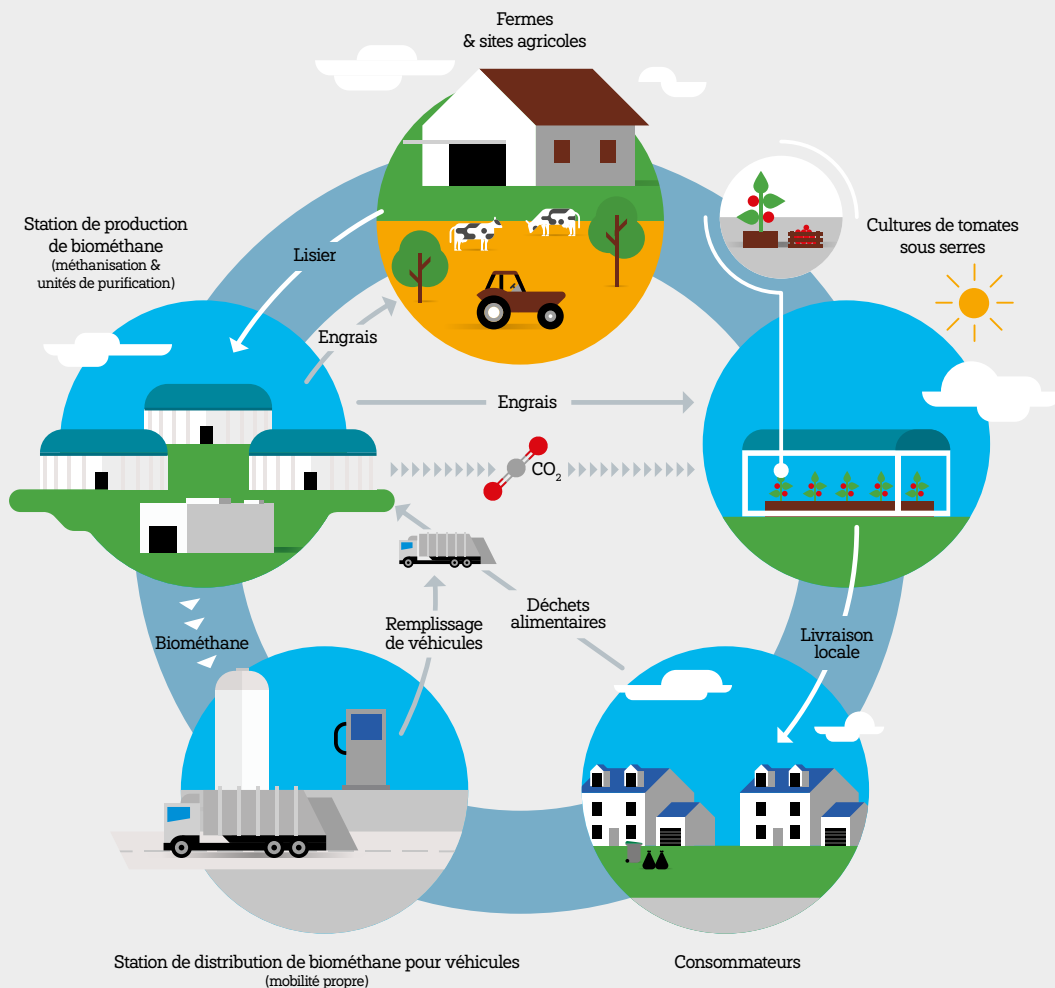 Fermes
& sites agricoles
Station de production
de biométhane
(méthanisation &
unités de purification)
Cultures de tomates
sous serres
Lisier
Engrais
Engrais
CO₂
Déchets
alimentaires
Remplissage
de véhicules
Biométhane
Livraison
locale
Station de distribution de biométhane pour véhicules
(mobilité propre)
Consommateurs